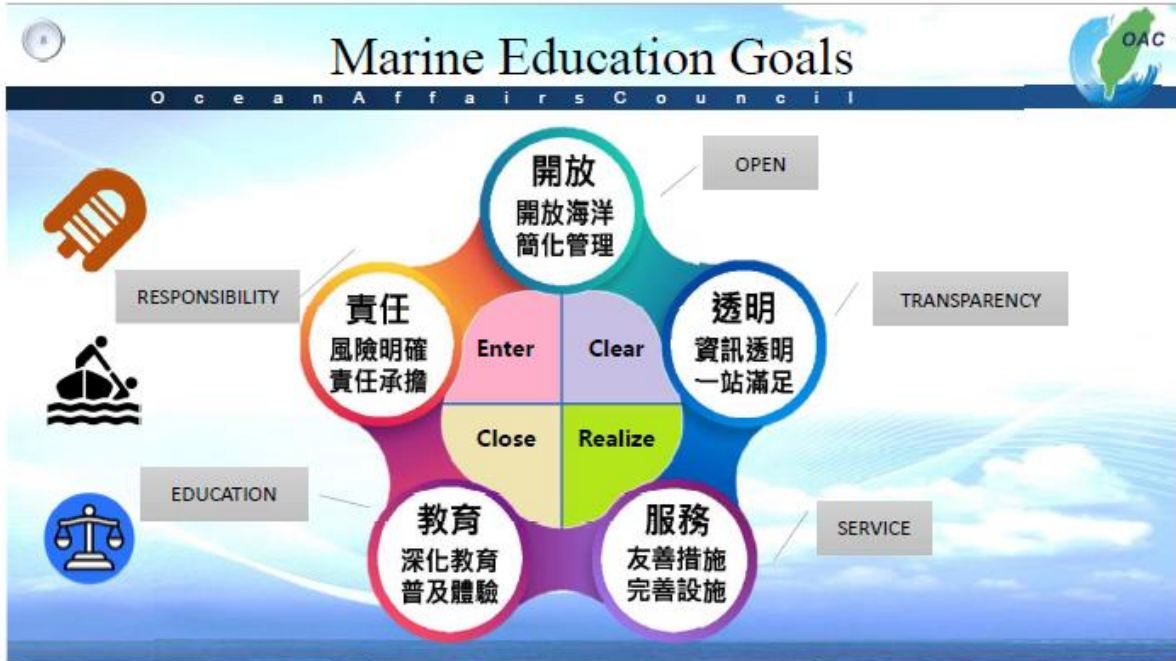 8
Marine Education Goals
OAC
OceanAffairsCouncil
開放
開放海洋
簡化管理
OPEN
RESPONSIBILITY
責任
風險明確
責任承擔
透明
資訊透明
一站滿足
TRANSPARENCY
Enter
Clear
Close
Realize
EDUCATION
教育
深化教育
普及體驗
服務
友善措施
完善設施
SERVICE